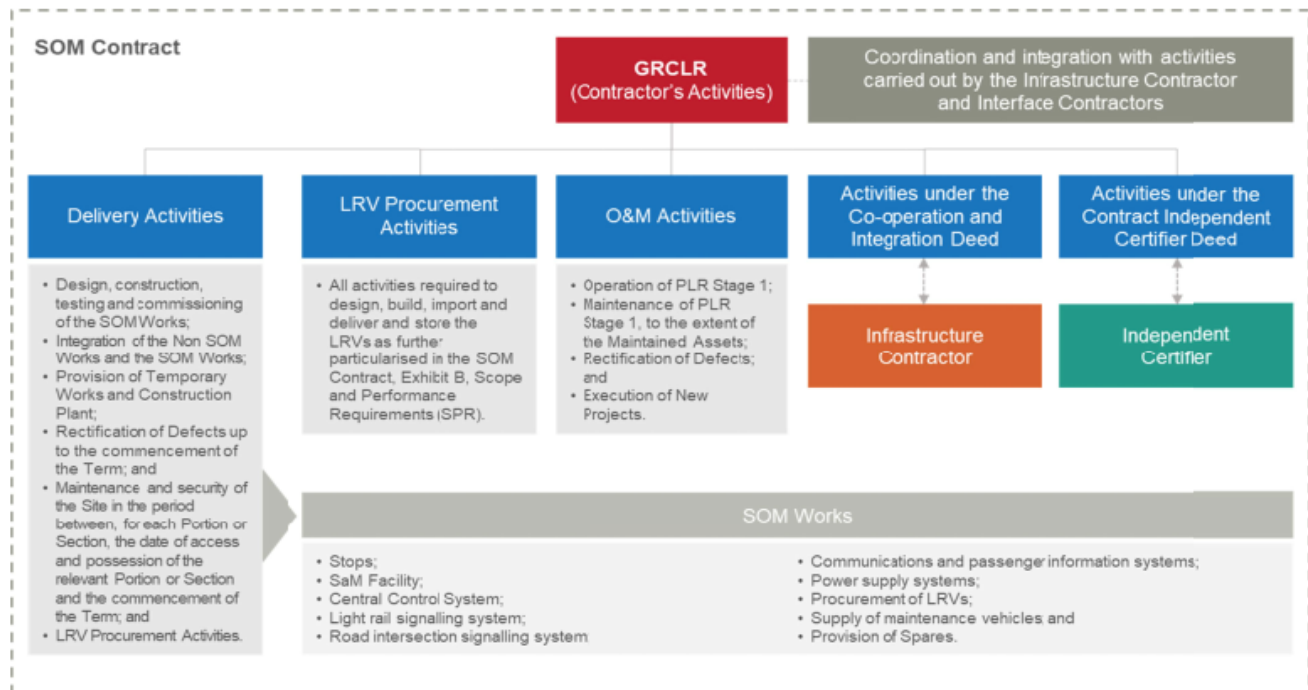 SOM Contract
GRCLR
(Contractor's Activities)
Coordination and integration with activities
carried out by the Infrastructure Contractor
and Interface Contractors
Delivery Activities
• Design, construction,
testing and commissioning
of the SOM Works;
• Integration of the Non SOM
Works and the SOM Works;
• Provision of Temporary
Works and Construction
Plant;
• Rectification of Defects up
to the commencement of
the Term; and
• Maintenance and security of
the Site in the period
between, for each Portion or
Section, the date of access
and possession of the
relevant Portion or Section
and the commencement of
the Term; and
• LRV Procurement Activities.
LRV Procurement
Activities
• All activities required to
design, build, import and
deliver and store the
LRVs as further
particularised in the SOM
Contract, Exhibit B, Scope
and Performance
Requirements (SPR).
O&M Activities
• Operation of PLR Stage 1;
• Maintenance of PLR
Stage 1, to the extent of
the Maintained Assets;
• Rectification of Defects;
and
• Execution of New
Projects.
Activities under the
Co-operation and
Integration Deed
Infrastructure
Contractor
Activities under the
Contract Independent
Certifier Deed
Independent
Certifier
SOM Works
• Stops;
• SaM Facility;
• Central Control System;
• Light rail signalling system;
• Road intersection signalling system
• Communications and passenger information systems;
• Power supply systems;
• Procurement of LRVs;
• Supply of maintenance vehicles and
• Provision of Spares.